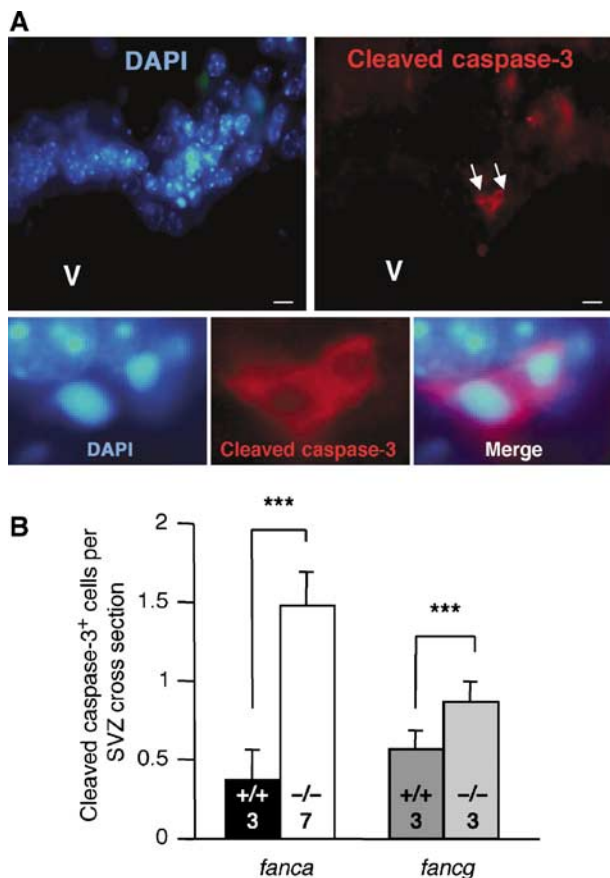 A
DAPI
Cleaved caspase-3
V
V
DAPI
Cleaved caspase-3
Merge
B
Cleaved caspase-3+ cells per
SVZ cross section
2
1.5
1
0.5
0
***
***
+/+
3
–/–
7
+/+
3
–/–
3
fanca
fancg